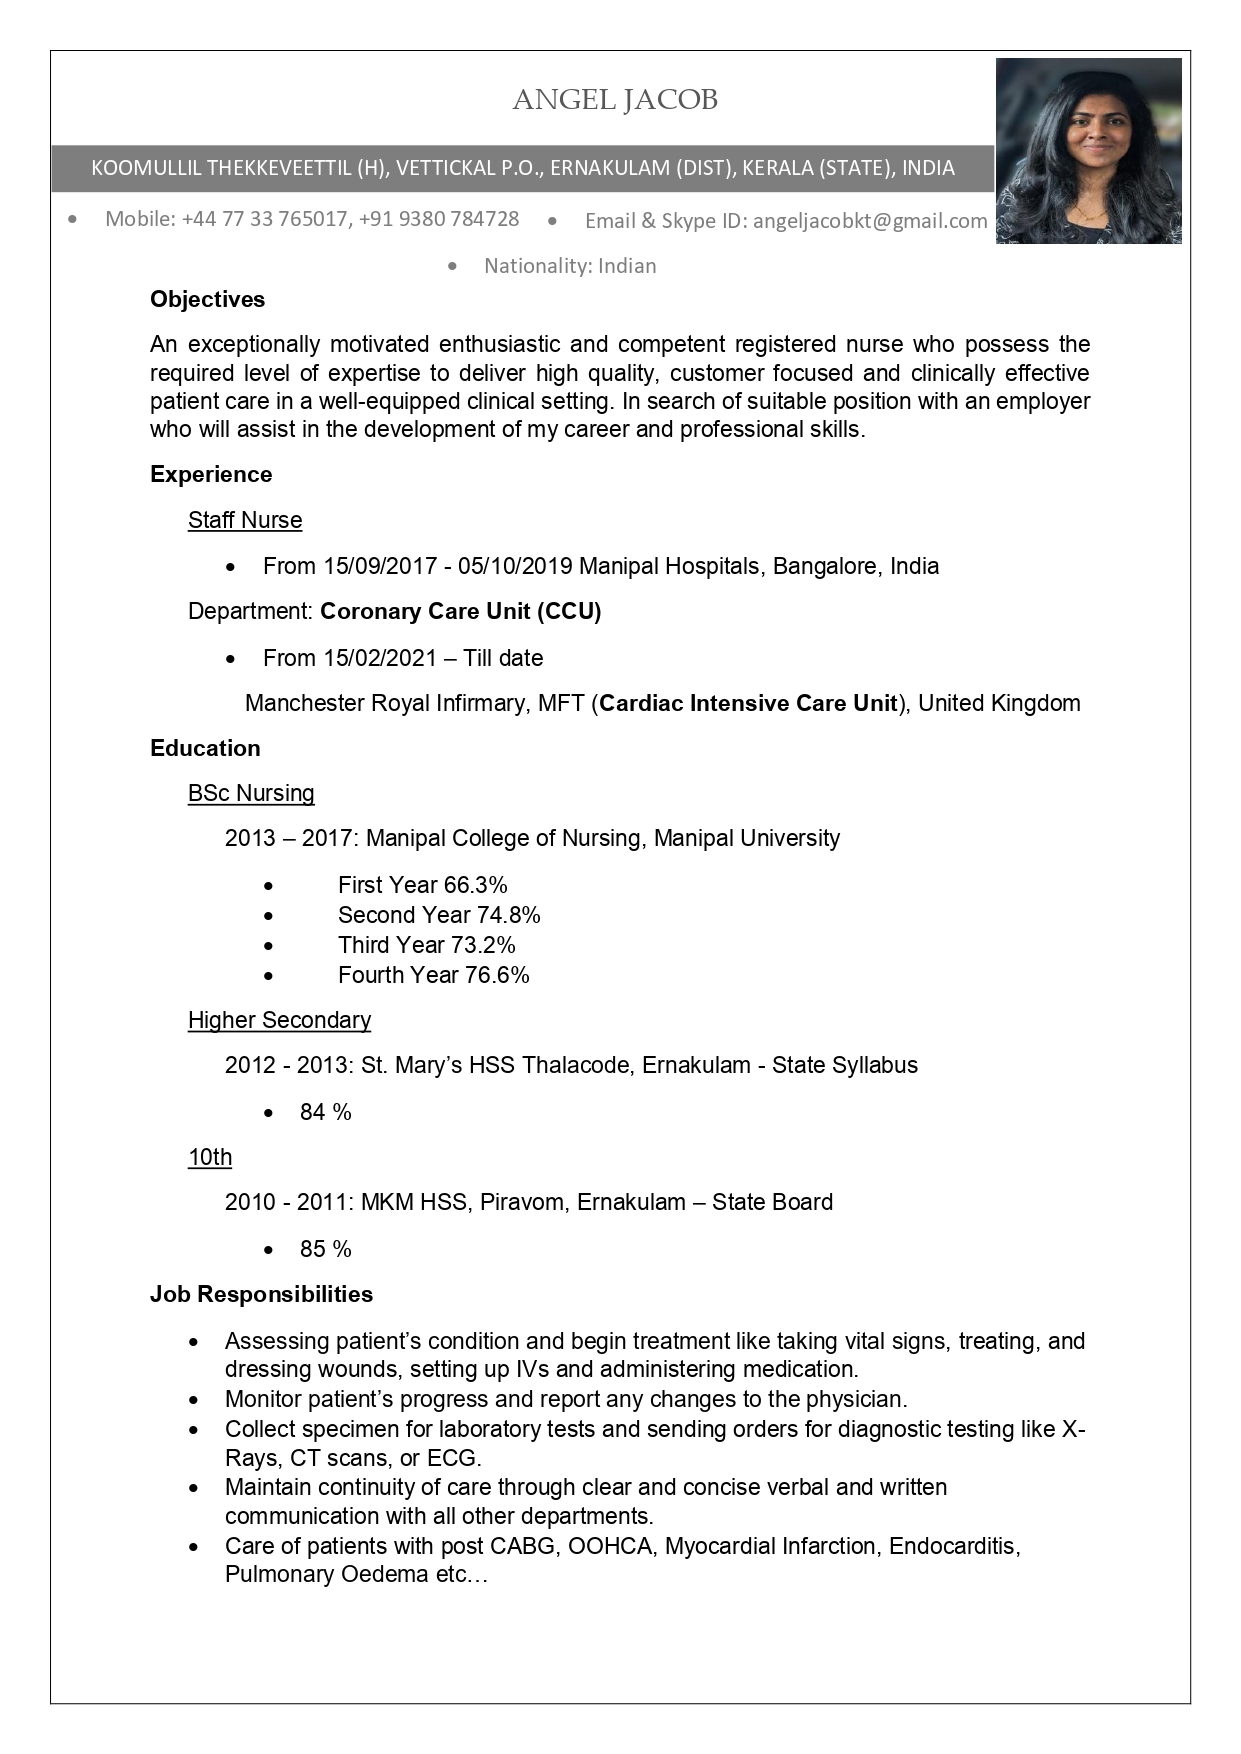 ANGEL JACOB
KOOMULLIL THEKKEVEETTIL (H), VETTICKAL P.O., ERNAKULAM (DIST), KERALA (STATE), INDIA
• Mobile: +44 77 33 765017, +91 9380 784728 • Email & Skype ID: angeljacobkt@gmail.com
• Nationality: Indian
Objectives
An exceptionally motivated enthusiastic and competent registered nurse who possess the
required level of expertise to deliver high quality, customer focused and clinically effective
patient care in a well-equipped clinical setting. In search of suitable position with an employer
who will assist in the development of my career and professional skills.
Experience
Staff Nurse
• From 15/09/2017 - 05/10/2019 Manipal Hospitals, Bangalore, India
Department: Coronary Care Unit (CCU)
• From 15/02/2021 – Till date
Manchester Royal Infirmary, MFT (Cardiac Intensive Care Unit), United Kingdom
Education
BSc Nursing
2013 – 2017: Manipal College of Nursing, Manipal University
• First Year 66.3%
• Second Year 74.8%
• Third Year 73.2%
• Fourth Year 76.6%
Higher Secondary
2012 - 2013: St. Mary’s HSS Thalacode, Ernakulam - State Syllabus
• 84 %
10th
2010 - 2011: MKM HSS, Piravom, Ernakulam – State Board
• 85 %
Job Responsibilities
• Assessing patient’s condition and begin treatment like taking vital signs, treating, and
dressing wounds, setting up IVs and administering medication.
• Monitor patient’s progress and report any changes to the physician.
• Collect specimen for laboratory tests and sending orders for diagnostic testing like X-
Rays, CT scans, or ECG.
• Maintain continuity of care through clear and concise verbal and written
communication with all other departments.
• Care of patients with post CABG, OOHCA, Myocardial Infarction, Endocarditis,
Pulmonary Oedema etc…